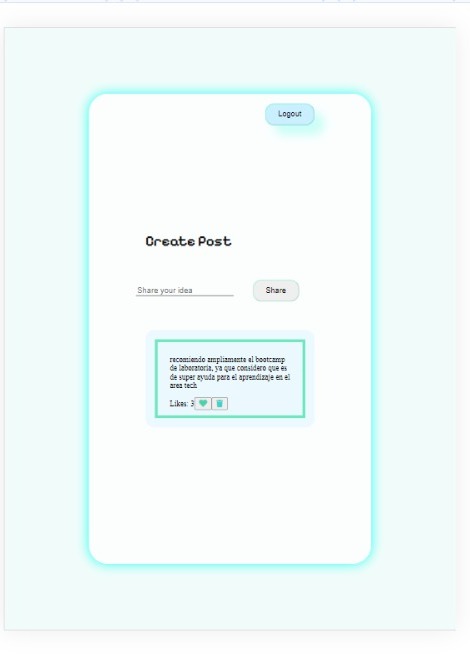 Logout
Create Post
Share your idea
Share
recomiendo ampliamente el bootcamp
de laboratoria, ya que considero que es
de super ayuda para el aprendizaje en el
area tech
Likes: 3